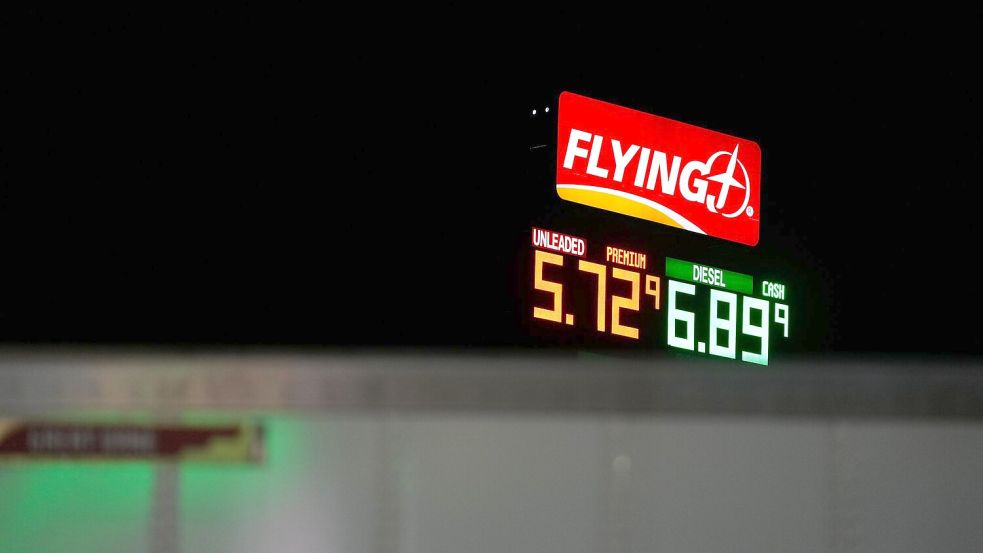 FLYING J®
UNLEADED PREMIUM
5.729
DIESEL CASH
6.899